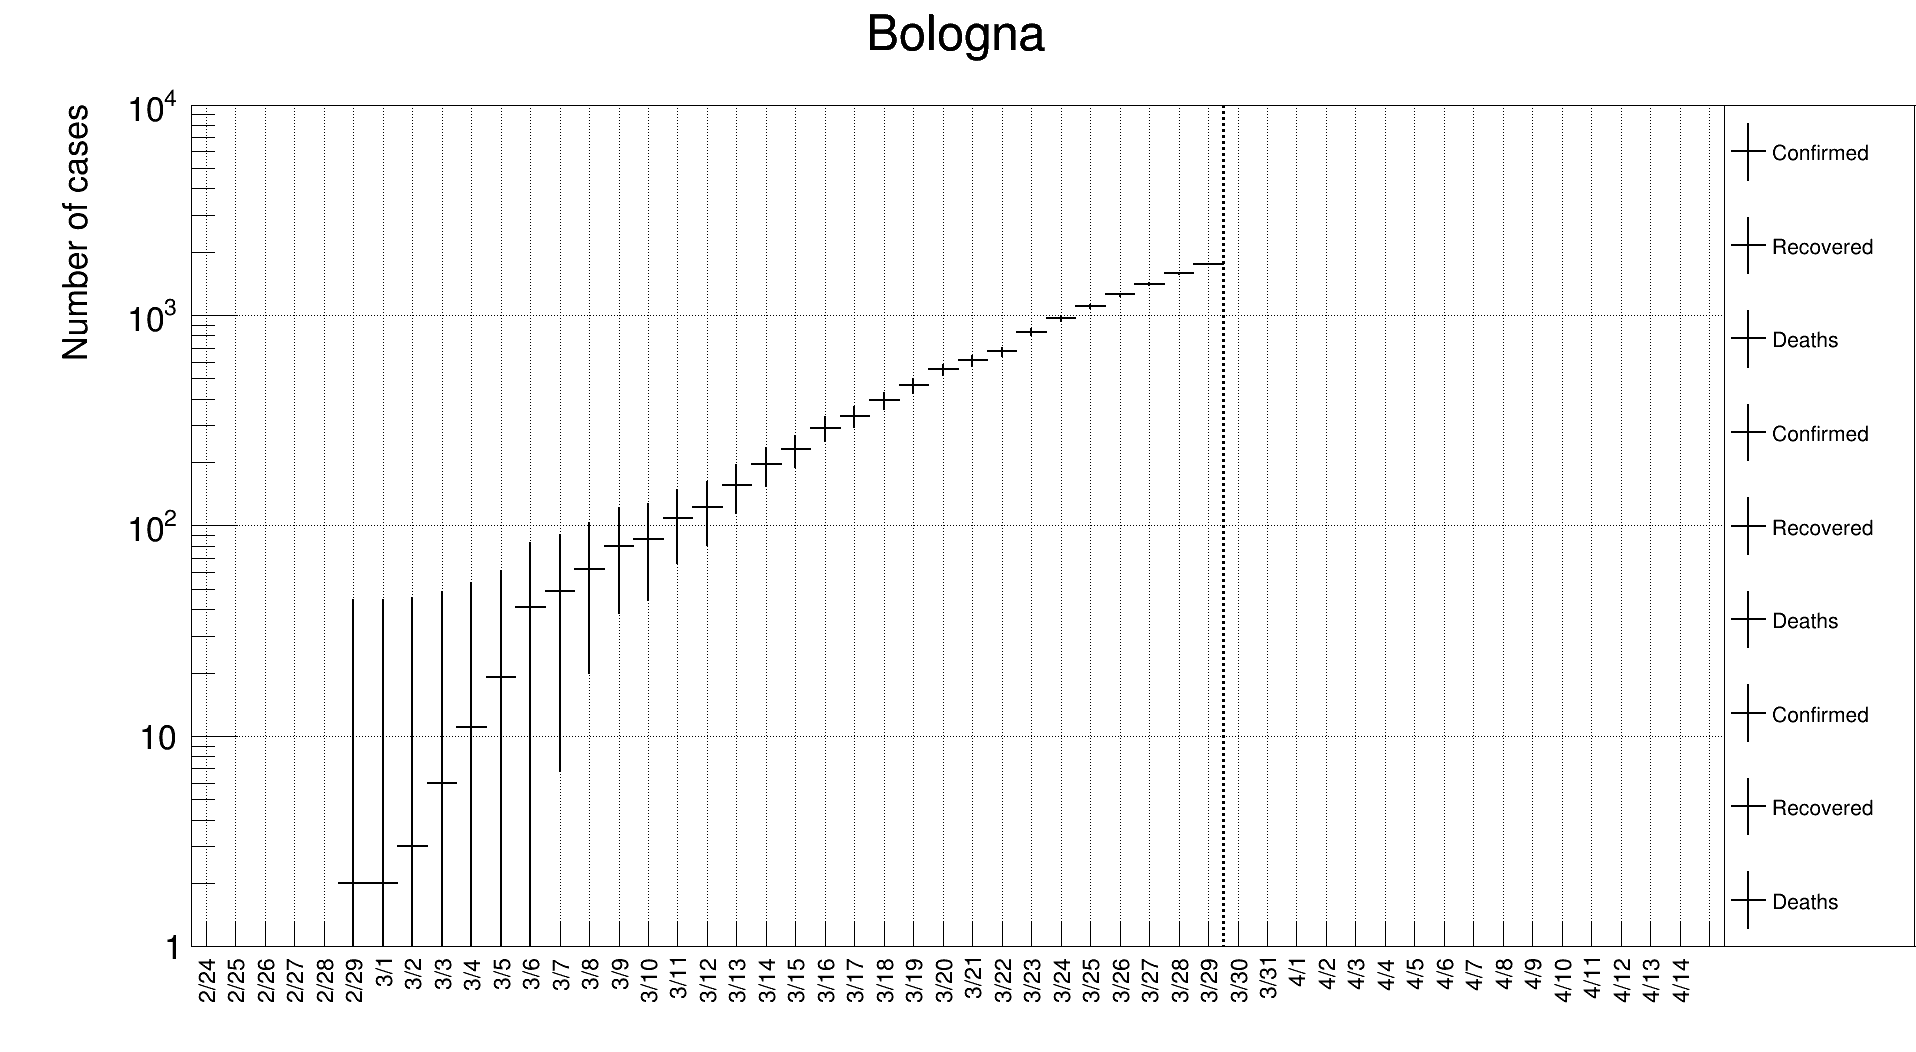 Bologna
Number of cases
10^4
10^3
10^2
10
1
2/24 2/25 2/26 2/27 2/28 2/29 3/1 3/2 3/3 3/4 3/5 3/6 3/7 3/8 3/9 3/10 3/11 3/12 3/13 3/14 3/15 3/16 3/17 3/18 3/19 3/20 3/21 3/22 3/23 3/24 3/25 3/26 3/27 3/28 3/29 3/30 3/31 4/1 4/2 4/3 4/4 4/5 4/6 4/7 4/8 4/9 4/10 4/11 4/12 4/13 4/14
Confirmed
Recovered
Deaths
Confirmed
Recovered
Deaths
Confirmed
Recovered
Deaths